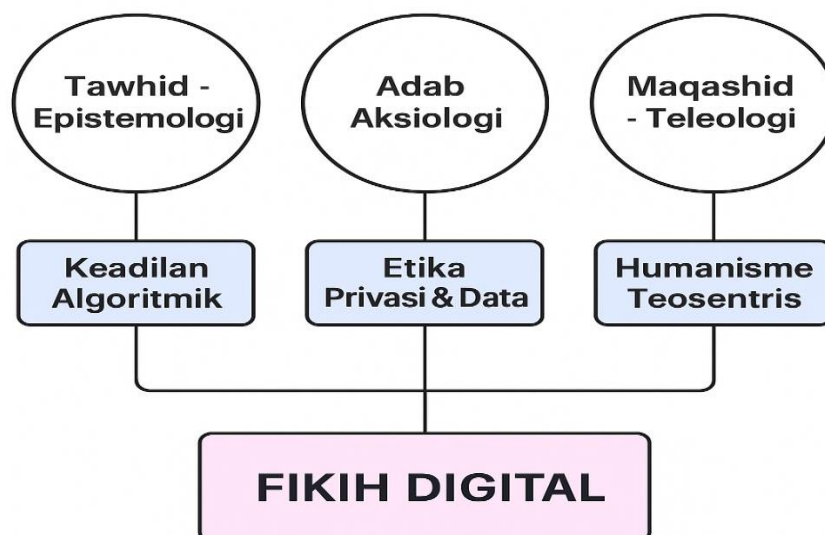 Tawhid -
Epistemologi
Adab
Aksiologi
Maqashid
- Teleologi
Keadilan
Algoritmik
Etika
Privasi & Data
Humanisme
Teosentris
FIKIH DIGITAL